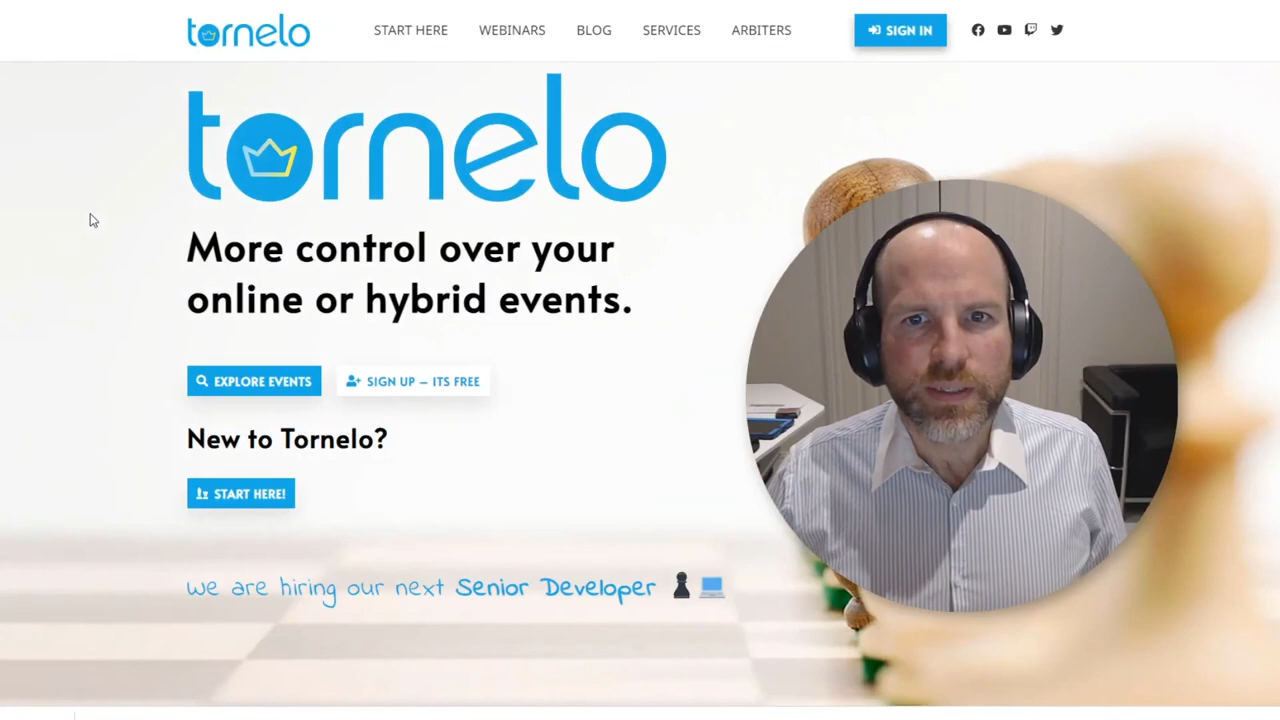 tornelo
START HERE
WEBINARS
BLOG
SERVICES
ARBITERS
SIGN IN
tornelo
More control over your
online or hybrid events.
EXPLORE EVENTS
SIGN UP – ITS FREE
New to Tornelo?
START HERE!
we are hiring our next Senior Developer